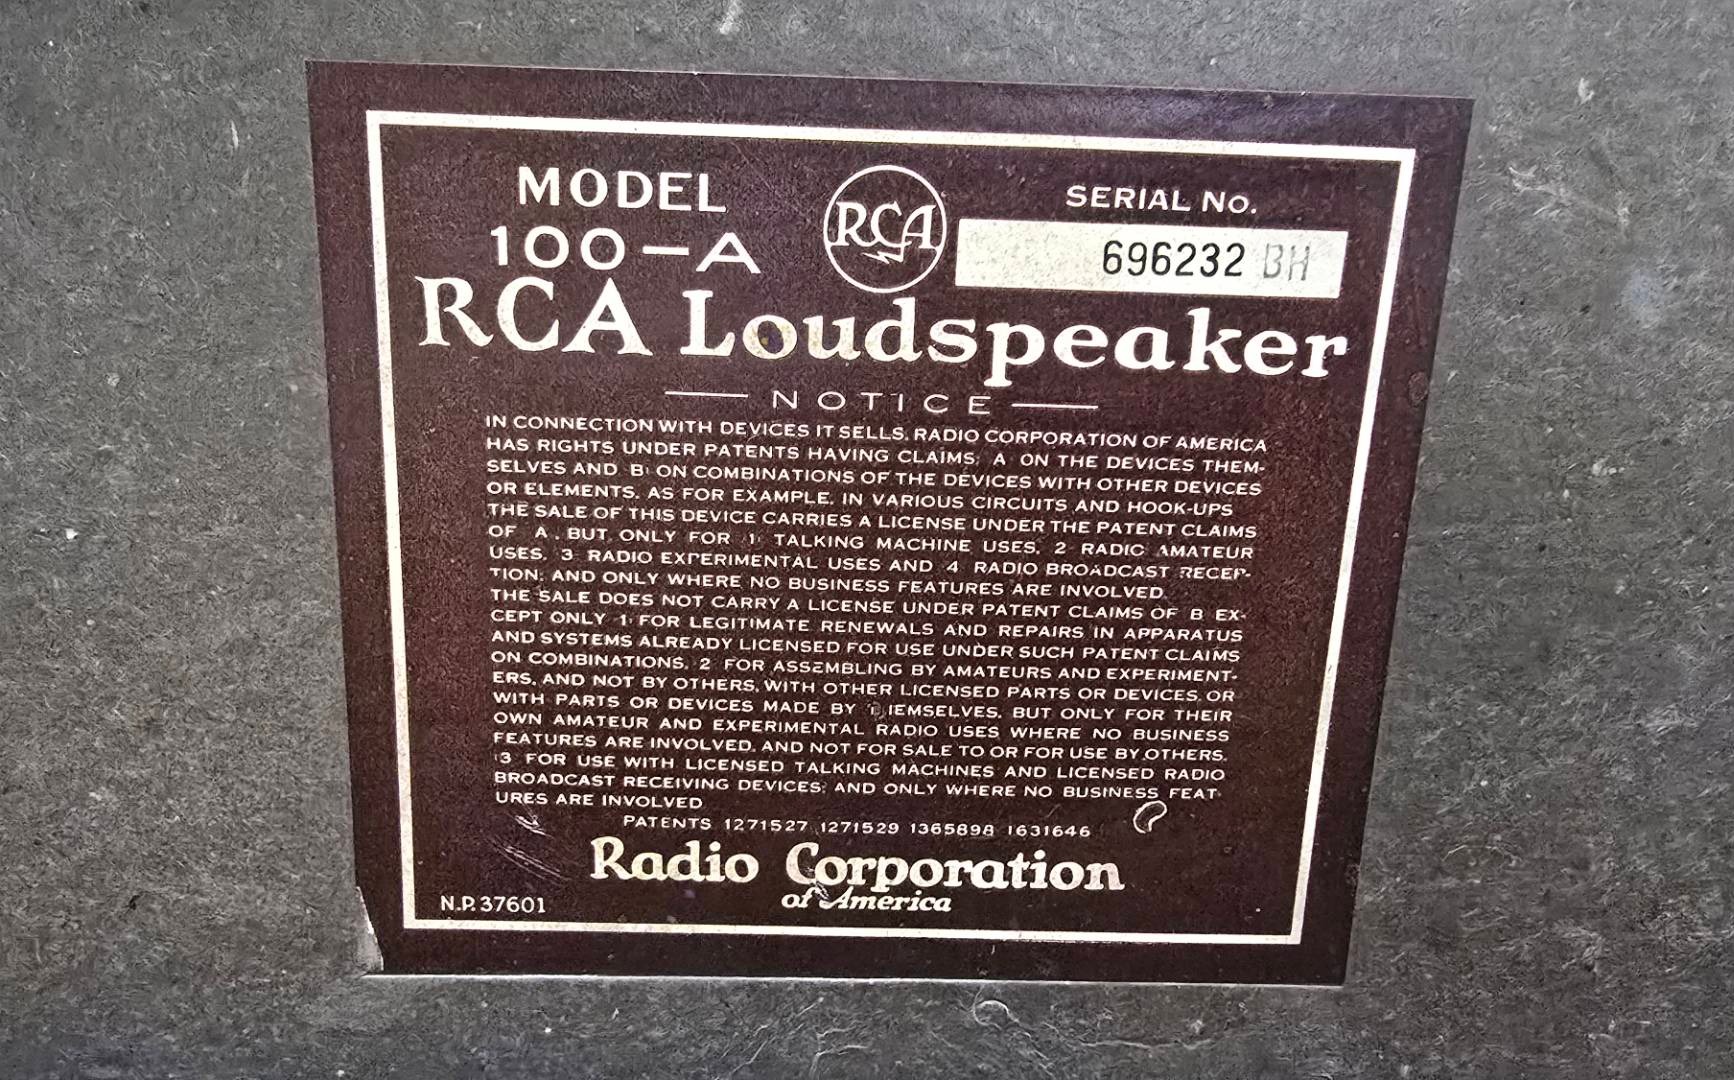 MODEL
100-A
RCA
SERIAL No.
696232 BH
RCA Loudspeaker
NOTICE
IN CONNECTION WITH DEVICES IT SELLS, RADIO CORPORATION OF AMERICA
HAS RIGHTS UNDER PATENTS HAVING CLAIMS; A ON THE DEVICES THEM-
SELVES AND B ON COMBINATIONS OF THE DEVICES WITH OTHER DEVICES
OR ELEMENTS, AS FOR EXAMPLE, IN VARIOUS CIRCUITS AND HOOK-UPS
THE SALE OF THIS DEVICE CARRIES A LICENSE UNDER THE PATENT CLAIMS
OF A, BUT ONLY FOR 1 TALKING MACHINE USES, 2 RADIO AMATEUR
USES, 3 RADIO EXPERIMENTAL USES AND 4 RADIO BROADCAST RECEP-
TION; AND ONLY WHERE NO BUSINESS FEATURES ARE INVOLVED.
THE SALE DOES NOT CARRY A LICENSE UNDER PATENT CLAIMS OF B EX-
CEPT ONLY 1 FOR LEGITIMATE RENEWALS AND REPAIRS IN APPARATUS
AND SYSTEMS ALREADY LICENSED FOR USE UNDER SUCH PATENT CLAIMS
ON COMBINATIONS, 2 FOR ASSEMBLING BY AMATEURS AND EXPERIMENT-
ERS, AND NOT BY OTHERS, WITH OTHER LICENSED PARTS OR DEVICES, OR
WITH PARTS OR DEVICES MADE BY THEMSELVES, BUT ONLY FOR THEIR
OWN AMATEUR AND EXPERIMENTAL RADIO USES WHERE NO BUSINESS
FEATURES ARE INVOLVED, AND NOT FOR SALE TO OR FOR USE BY OTHERS,
3 FOR USE WITH LICENSED TALKING MACHINES AND LICENSED RADIO
BROADCAST RECEIVING DEVICES; AND ONLY WHERE NO BUSINESS FEAT-
URES ARE INVOLVED
PATENTS 1271527 1271529 1365898 1631646
Radio Corporation
of America
N.P. 37601